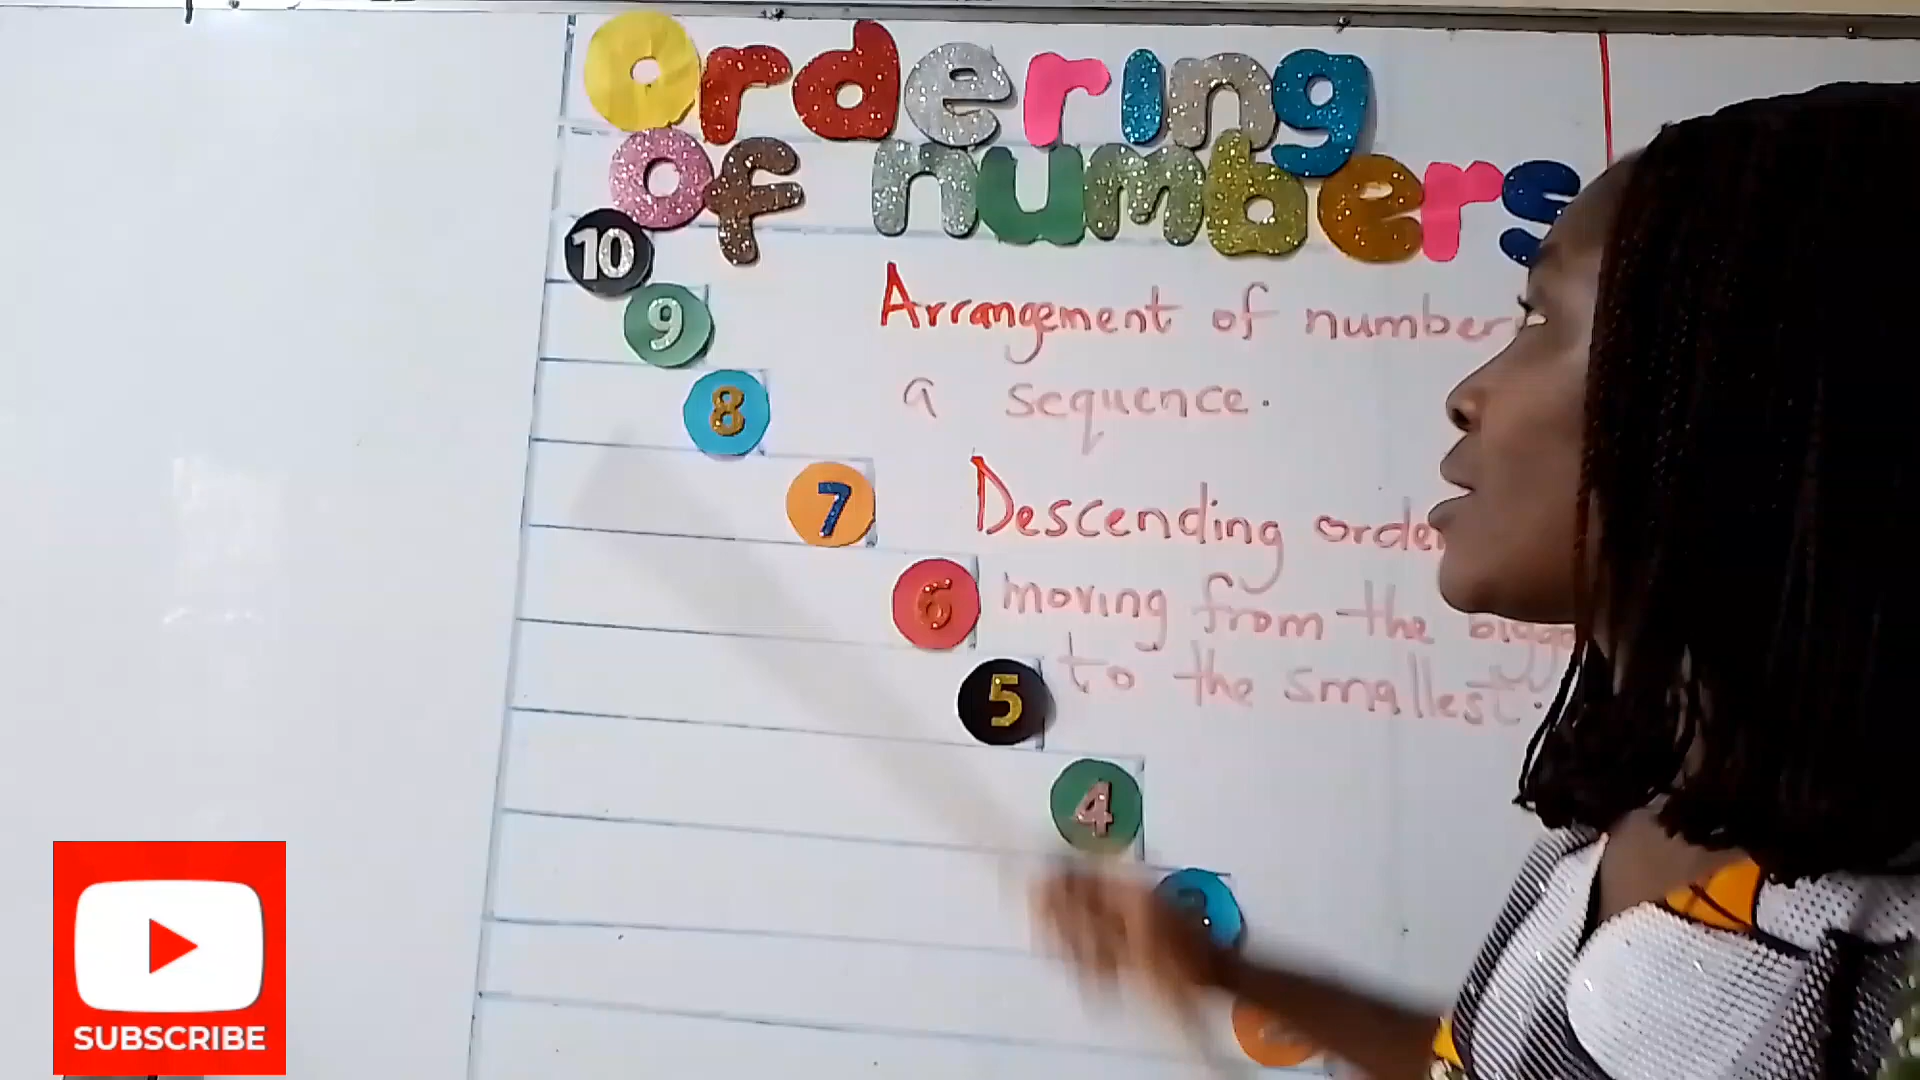 Ordering
of numbers
10
9
8
7
6
5
4
Arrangement of number
a sequence.
Descending order
moving from the bigg
to the smallest.
SUBSCRIBE